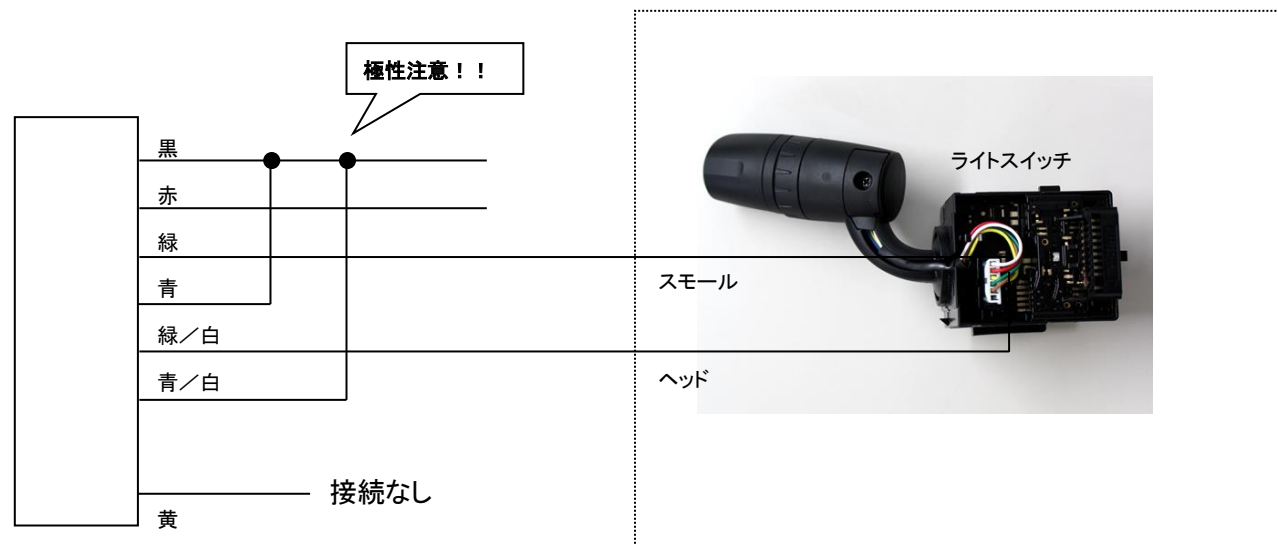 極性注意！！
黒
赤
緑
青
緑／白
青／白
黄
接続なし
ライトスイッチ
スモール
ヘッド